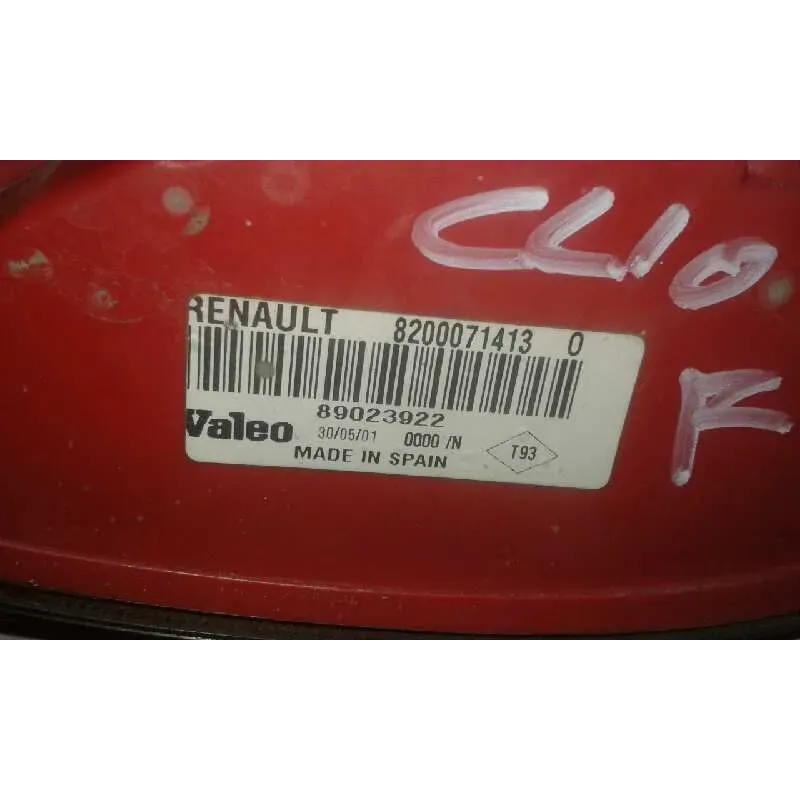 CLIO
F
RENAULT 8200071413 0
89023922
Valeo 30/05/01 0000 /N T93
MADE IN SPAIN